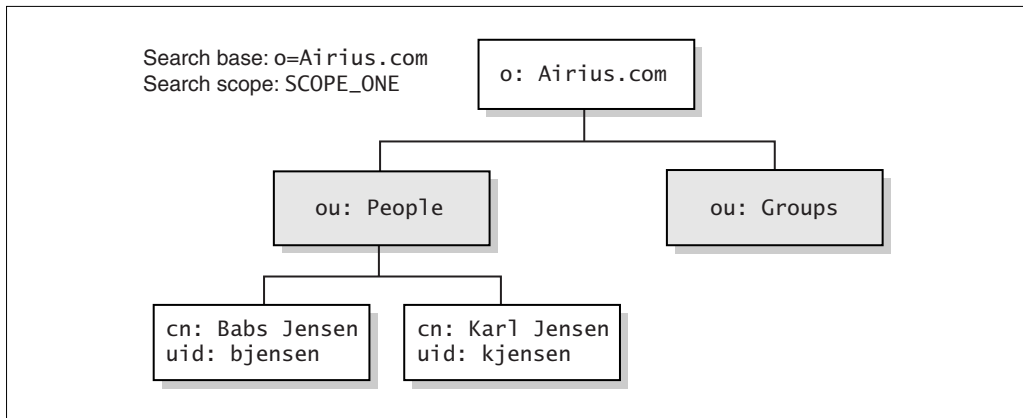 Search base: o=Airius.com
Search scope: SCOPE_ONE
o: Airius.com
ou: People
ou: Groups
cn: Babs Jensen
uid: bjensen
cn: Karl Jensen
uid: kjensen